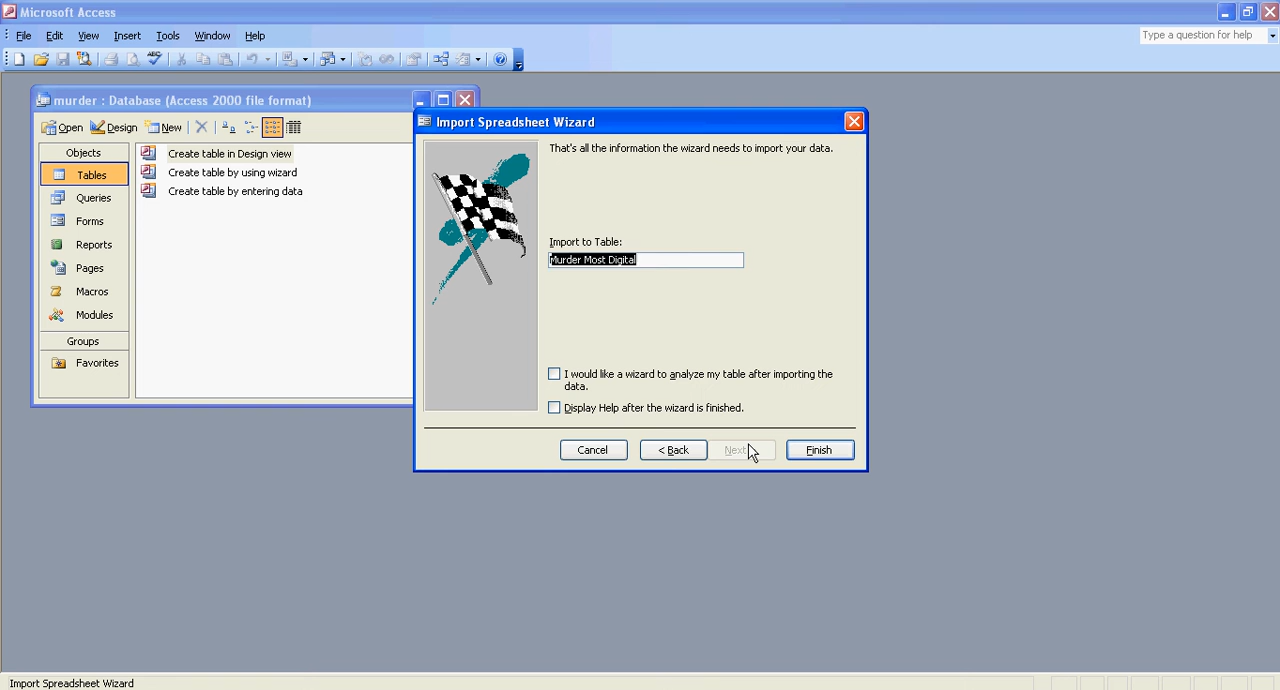 Microsoft Access
File Edit View Insert Tools Window Help
Type a question for help
murder : Database (Access 2000 file format)
Open Design New
Objects
Tables
Queries
Forms
Reports
Pages
Macros
Modules
Groups
Favorites
Create table in Design view
Create table by using wizard
Create table by entering data
Import Spreadsheet Wizard
That's all the information the wizard needs to import your data.
Import to Table:
Murder Most Digital
I would like a wizard to analyze my table after importing the
data.
Display Help after the wizard is finished.
Cancel < Back Next Finish
Import Spreadsheet Wizard